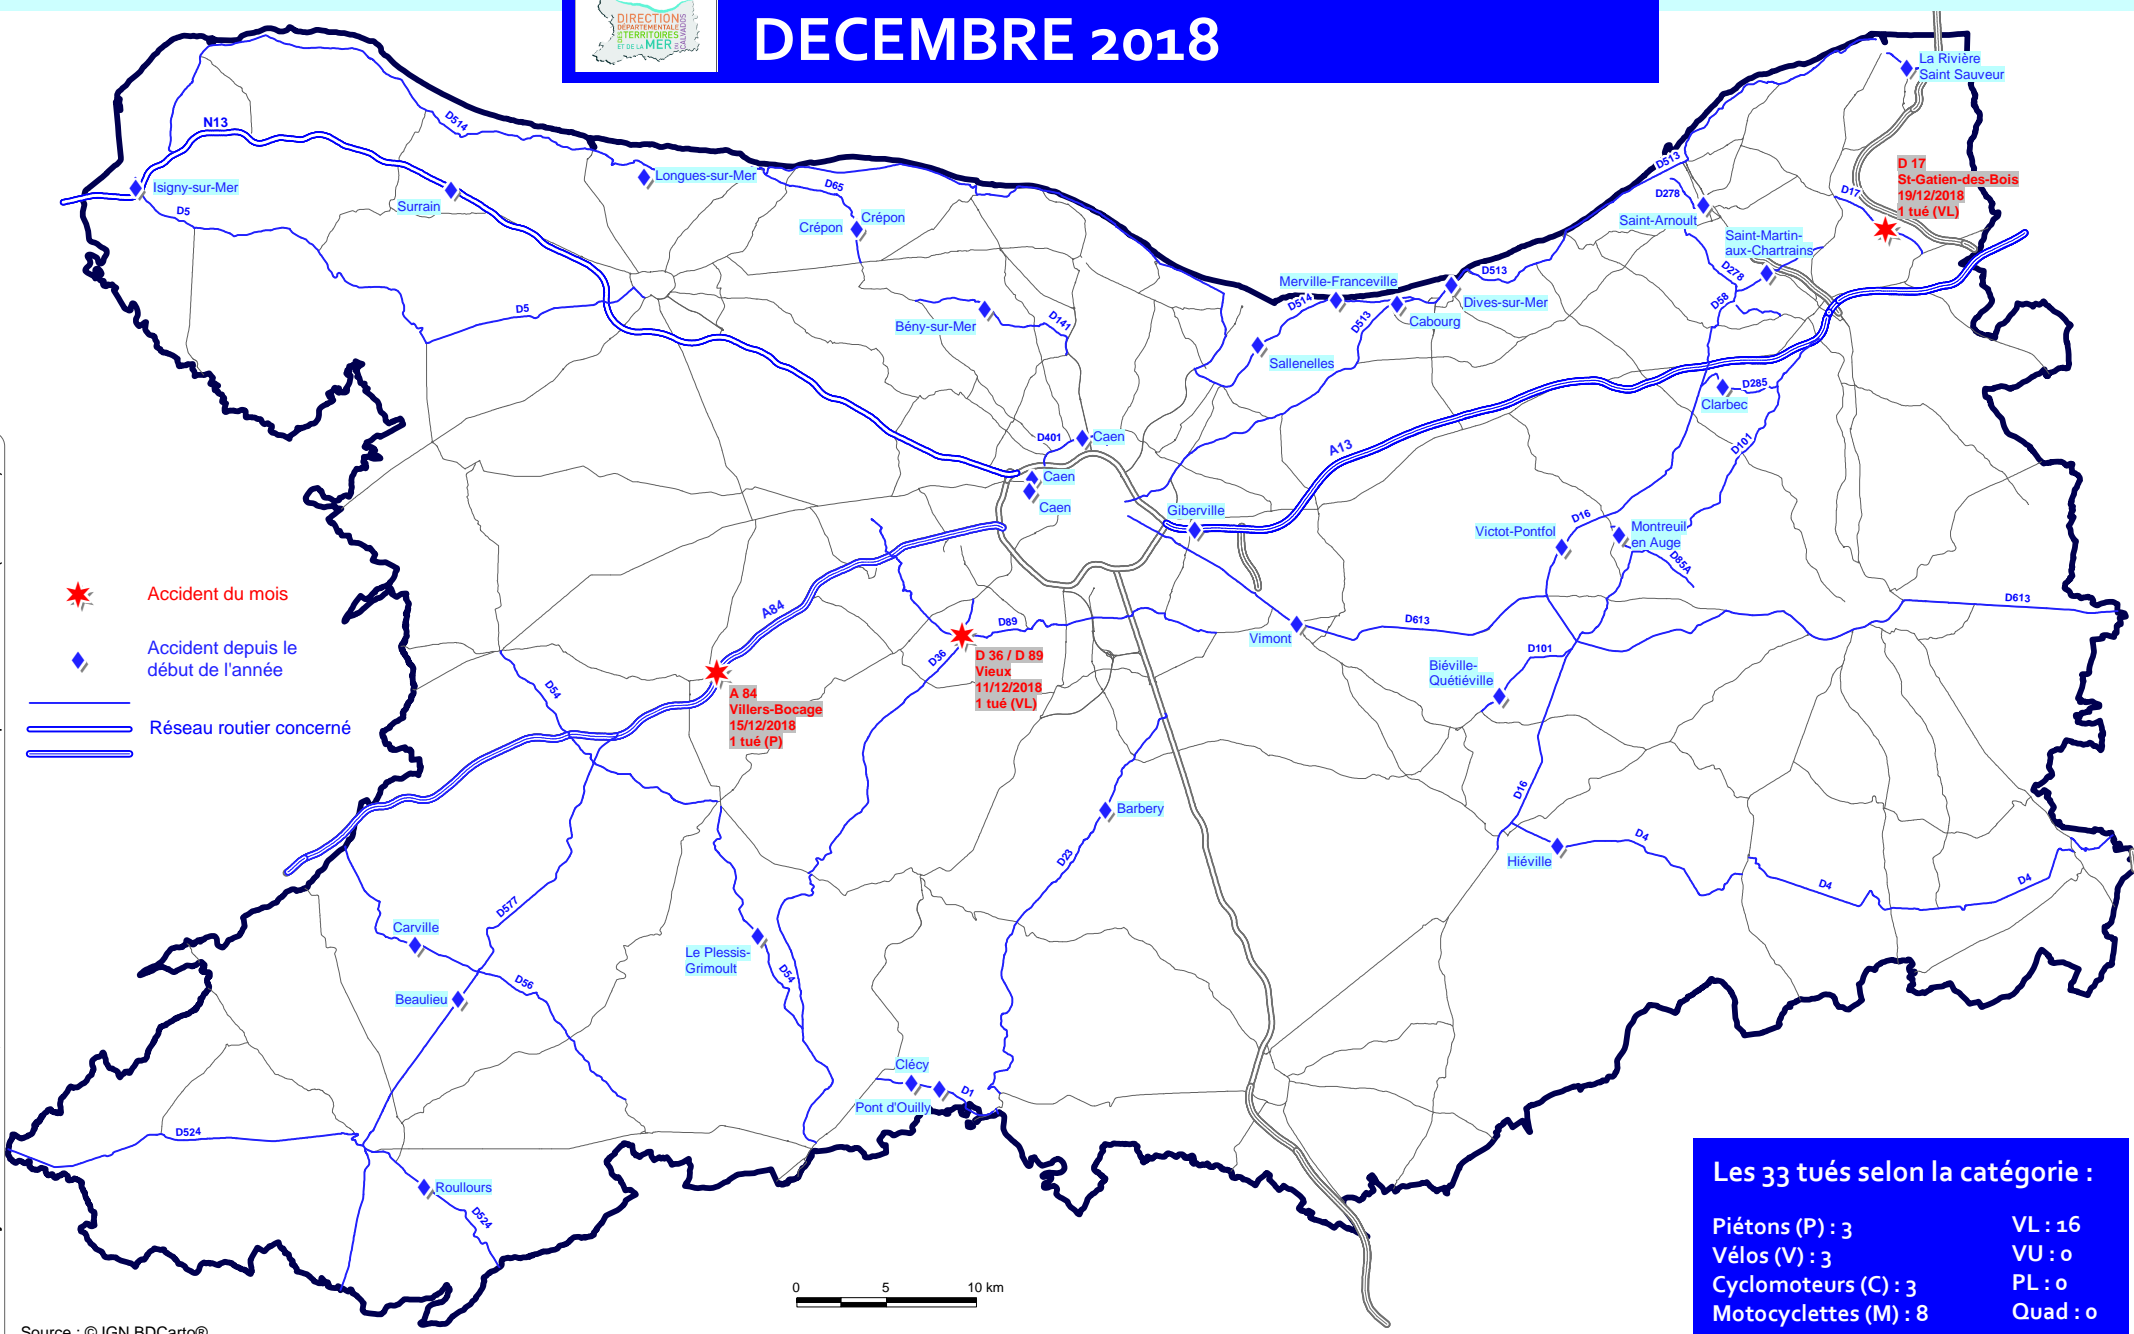 DIRECTION
DÉPARTEMENTALE
DES TERRITOIRES
ET DE LA MER
DU CALVADOS
DECEMBRE 2018
La Rivière
Saint Sauveur
N13
D514
D513
D 17
St-Gatien-des-Bois
19/12/2018
1 tué (VL)
Isigny-sur-Mer
D5
Surrain
Longues-sur-Mer
D65
Crépon
Crépon
D278
D17
Saint-Arnoult
Saint-Martin-
aux-Chartrains
D278
D58
Merville-Franceville
D514
D513
D513
Cabourg
Dives-sur-Mer
Sallenelles
D5
Bény-sur-Mer
D141
Clarbec
D285
D101
A13
D401
Caen
Caen
Caen
Giberville
Victot-Pontfol
D16
Montreuil
en Auge
D85A
Accident du mois
Accident depuis le
début de l'année
Réseau routier concerné
A84
D89
D36
D 36 / D 89
Vieux
11/12/2018
1 tué (VL)
A 84
Villers-Bocage
15/12/2018
1 tué (P)
D54
Vimont
D613
D613
D101
Biéville-
Quétiéville
D16
Barbery
D23
Hiéville
D4
D4
D4
D577
Carville
Le Plessis-
Grimoult
D54
Beaulieu
D56
Clécy
Pont d'Ouilly
D1
D524
Roullours
D524
0 5 10 km
Les 33 tués selon la catégorie :
Piétons (P) : 3
Vélos (V) : 3
Cyclomoteurs (C) : 3
Motocyclettes (M) : 8
VL : 16
VU : 0
PL : 0
Quad : 0
Source : © IGN BDCarto®